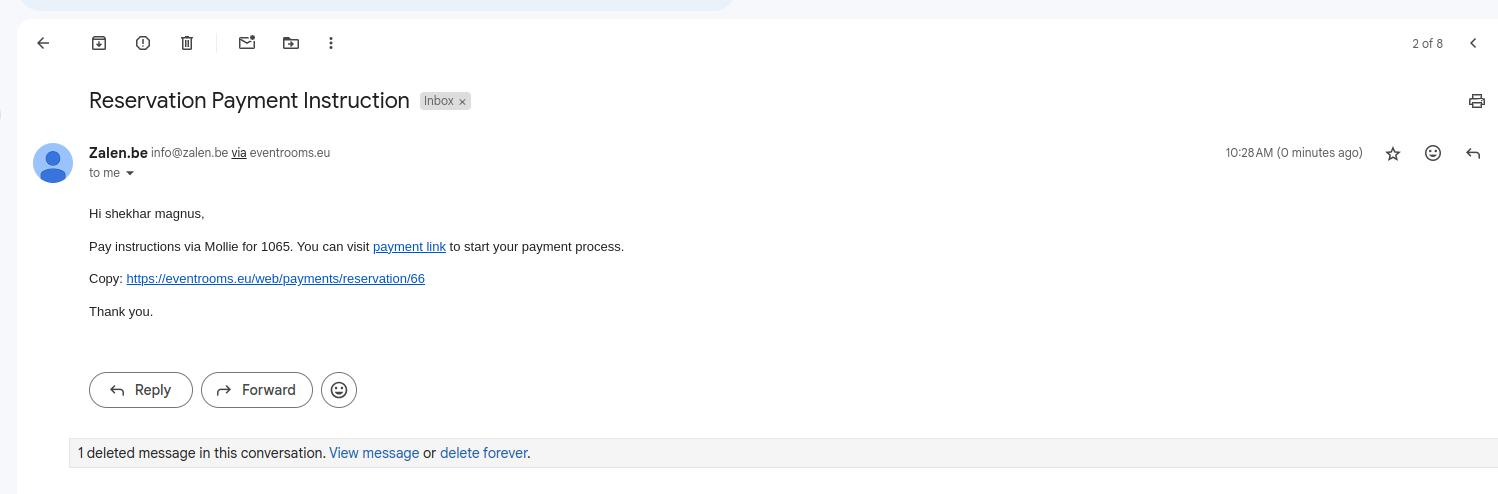 2 of 8
Reservation Payment Instruction Inbox ×
Zalen.be info@zalen.be via eventrooms.eu 10:28 AM (0 minutes ago)
to me
Hi shekhar magnus,
Pay instructions via Mollie for 1065. You can visit payment link to start your payment process.
Copy: https://eventrooms.eu/web/payments/reservation/66
Thank you.
Reply Forward
1 deleted message in this conversation. View message or delete forever.